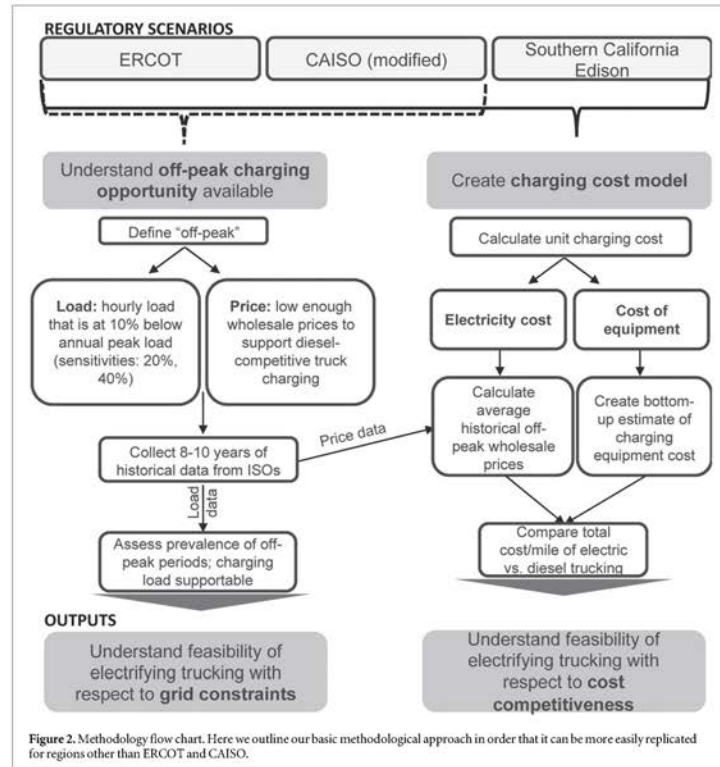 REGULATORY SCENARIOS
ERCOT
CAISO (modified)
Southern California
Edison
Understand off-peak charging
opportunity available
Create charging cost model
Define "off-peak"
Calculate unit charging cost
Load: hourly load
that is at 10% below
annual peak load
(sensitivities: 20%,
40%)
Price: low enough
wholesale prices to
support diesel-
competitive truck
charging
Electricity cost
Cost of
equipment
Collect 8-10 years of
historical data from ISOs
Price data
Calculate
average
historical off-
peak wholesale
prices
Create bottom-
up estimate of
charging
equipment cost
Load
data
Assess prevalence of off-
peak periods; charging
load supportable
Compare total
cost/mile of electric
vs. diesel trucking
OUTPUTS
Understand feasibility of
electrifying trucking with
respect to grid constraints
Understand feasibility of
electrifying trucking with
respect to cost
competitiveness
Figure 2. Methodology flow chart. Here we outline our basic methodological approach in order that it can be more easily replicated
for regions other than ERCOT and CAISO.